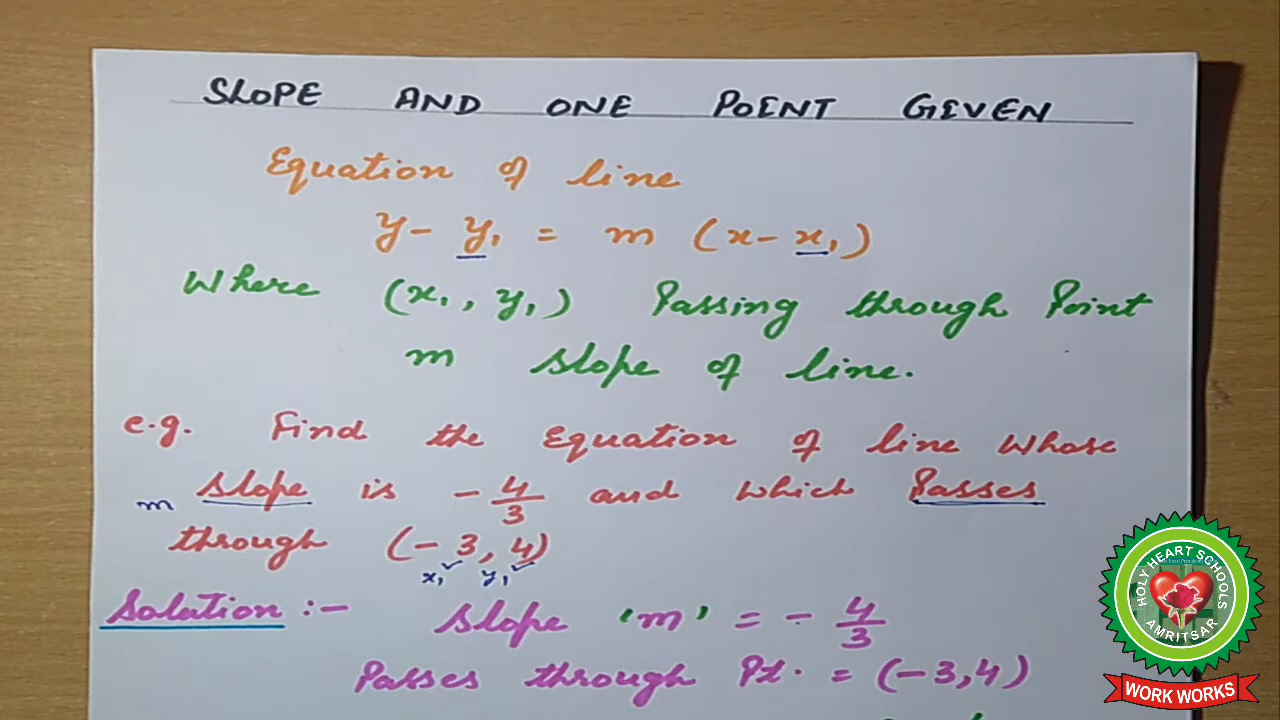 SLOPE AND ONE POINT GIVEN
Equation of line
y - y₁ = m (x - x₁)
Where (x₁, y₁) Passing through Point
m slope of line.
e.g. Find the Equation of line whose
m slope is - 4/3 and which Passes
through (-3, 4)
x₁ ✓ y₁ ✓
Solution :- Slope 'm' = - 4/3
Passes through Pt. = (-3, 4)
HOLY HEART SCHOOLS
AMRITSAR
WORK WORKS